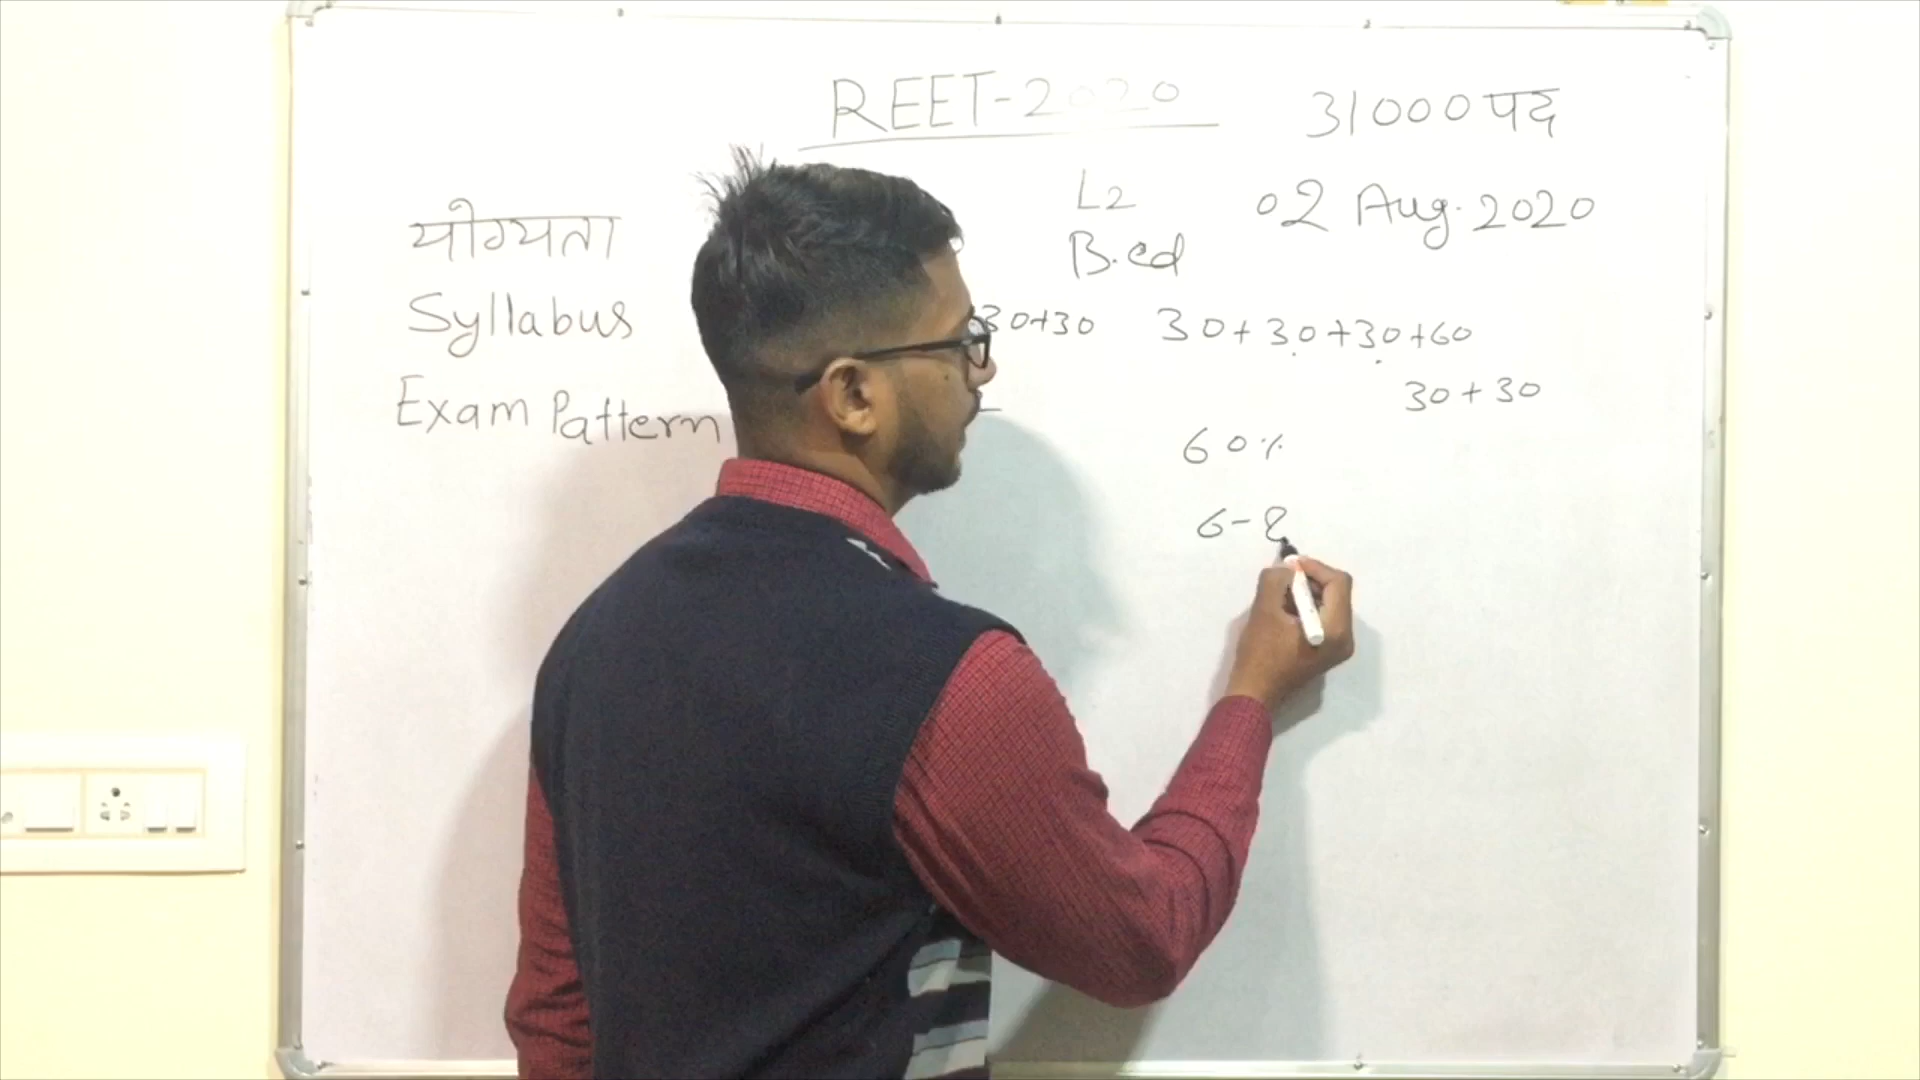 REET-2020
31000 पद
L2
02 Aug. 2020
योग्यता
B.ed
Syllabus
30+30
30+30+30+60
Exam Pattern
30+30
60%
6-8